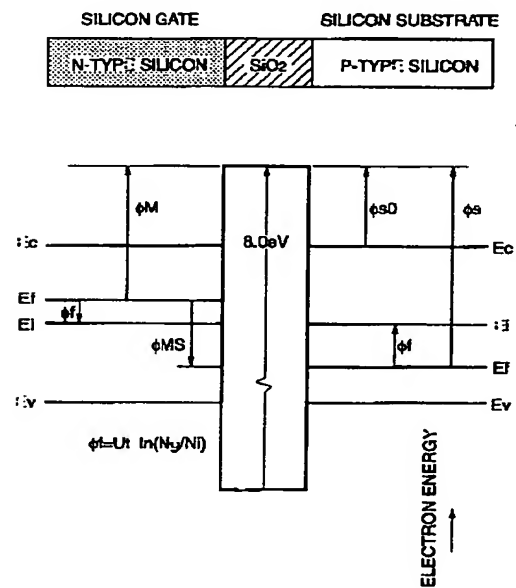 SILICON GATE
SILICON SUBSTRATE
N-TYPE SILICON
SiO2
P-TYPE SILICON
ϕM
ϕs0
ϕs
8.0eV
Ec
Ec
Ef
Ei
ϕf
ϕMS
Ei
ϕf
Ef
Ev
Ev
ϕf=Ut ln(Ng/Ni)
ELECTRON ENERGY